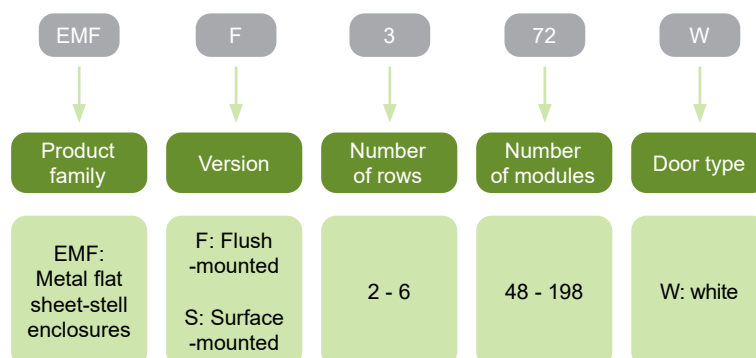 EMF
F
3
72
W
Product
family
Version
Number
of rows
Number
of modules
Door type
EMF:
Metal flat
sheet-stell
enclosures
F: Flush
-mounted
S: Surface
-mounted
2 - 6
48 - 198
W: white